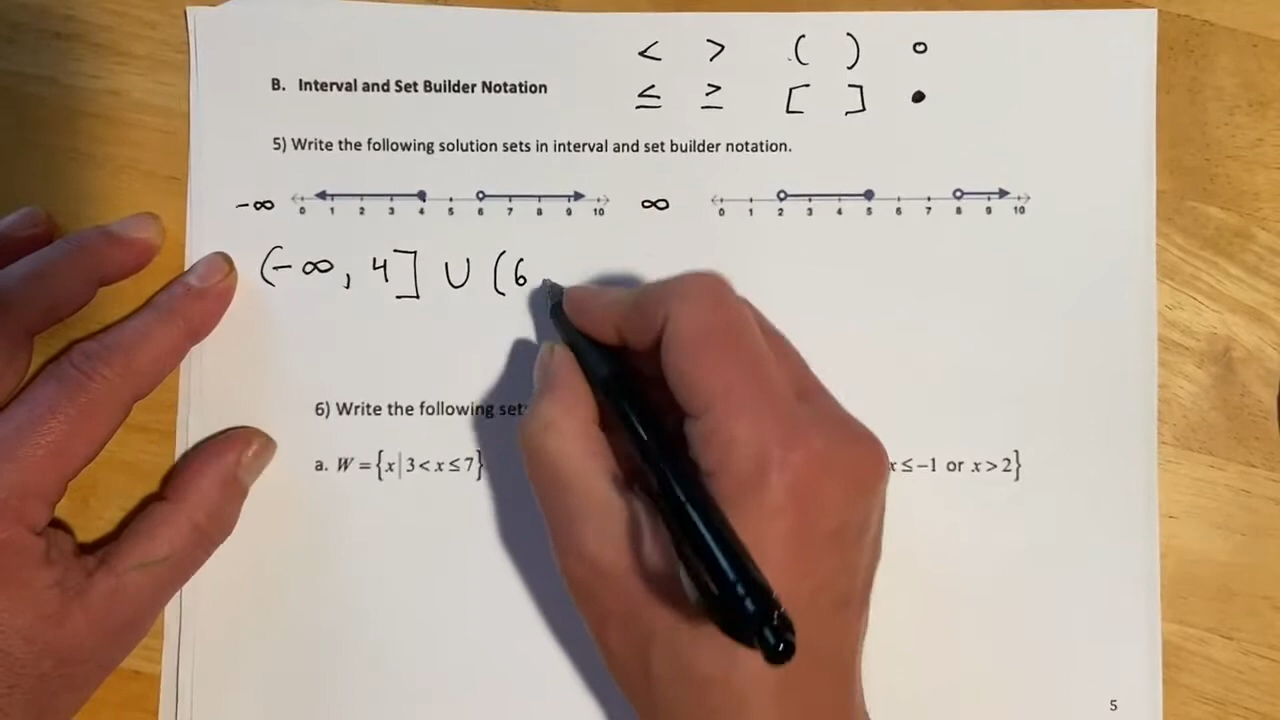 < > ( ) ○
B. Interval and Set Builder Notation
≤ ≥ [ ] ●
5) Write the following solution sets in interval and set builder notation.
-∞ 0 1 2 3 4 5 6 7 8 9 10 ∞ 0 1 2 3 4 5 6 7 8 9 10
(-∞, 4] ∪ (6
6) Write the following set
a. W = {x|3<x≤7} x≤−1 or x>2}
5